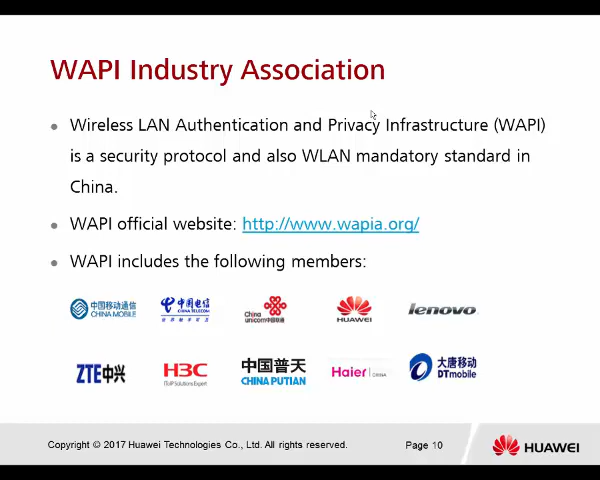 WAPI Industry Association
Wireless LAN Authentication and Privacy Infrastructure (WAPI)
is a security protocol and also WLAN mandatory standard in
China.
WAPI official website: http://www.wapia.org/
WAPI includes the following members:
中国移动通信
CHINA MOBILE
中国电信
CHINA TELECOM
China
unicom中国联通
HUAWEI
lenovo
ZTE中兴
H3C
IToIP Solutions Expert
中国普天
CHINA PUTIAN
Haier
大唐移动
DTmobile
Copyright © 2017 Huawei Technologies Co., Ltd. All rights reserved.
Page 10
HUAWEI